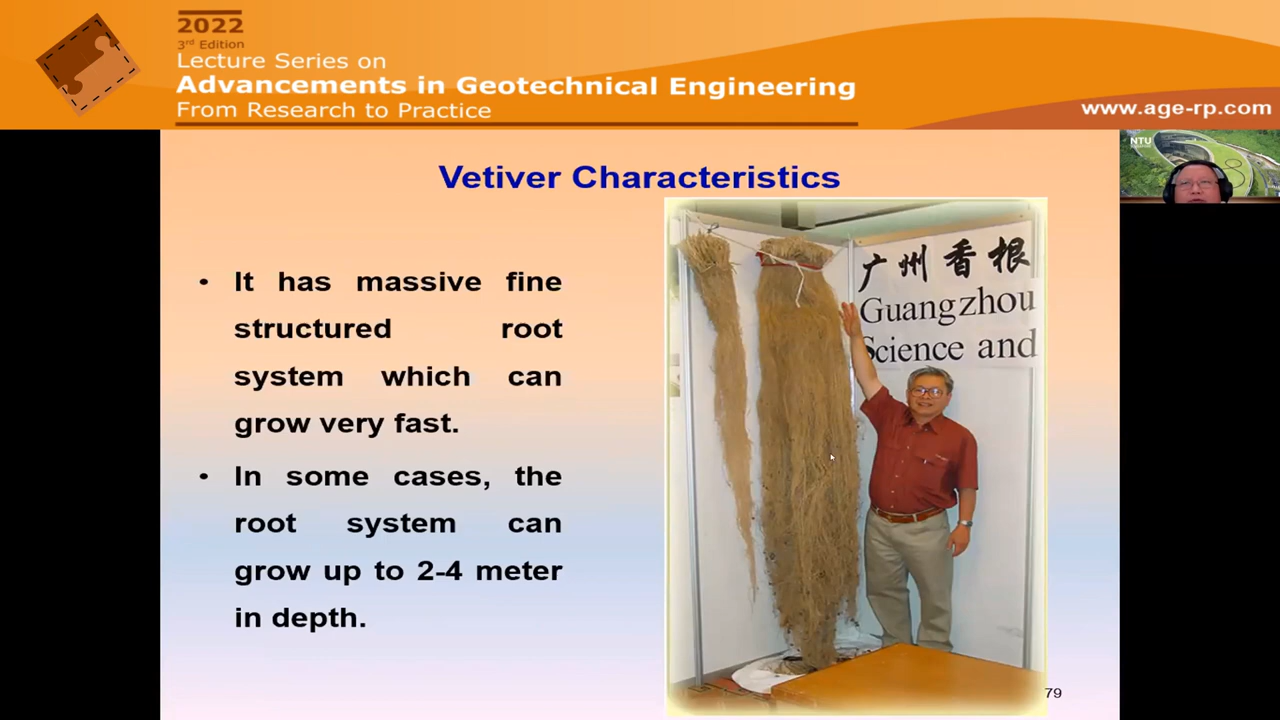 2022
3rd Edition
Lecture Series on
Advancements in Geotechnical Engineering
From Research to Practice
www.age-rp.com
NTU
Vetiver Characteristics
• It has massive fine
structured root
system which can
grow very fast.
• In some cases, the
root system can
grow up to 2-4 meter
in depth.
广州香根
Guangzhou
Science and
79